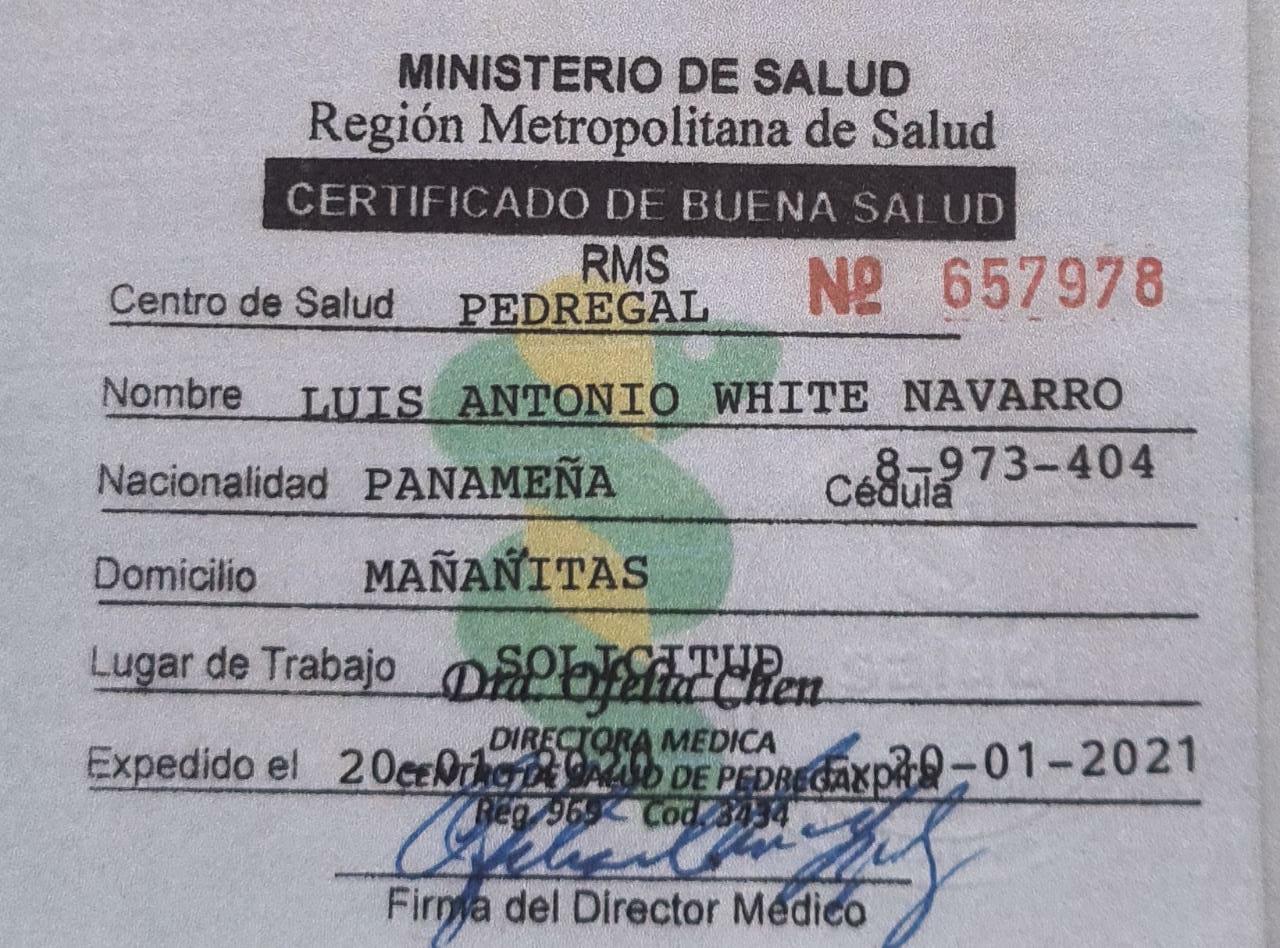 MINISTERIO DE SALUD
Región Metropolitana de Salud
CERTIFICADO DE BUENA SALUD
RMS
Centro de Salud PEDREGAL Nº 657978
Nombre LUIS ANTONIO WHITE NAVARRO
Nacionalidad PANAMEÑA Cédula 8-973-404
Domicilio MAÑAÑITAS
Lugar de Trabajo SOLICITUD
Dra. Ofelia Chen
DIRECTORA MEDICA
Expedido el 20-01-2020 Expira 20-01-2021
CENTRO DE SALUD DE PEDREGAL
Reg. 969 Cod. 3434
Firma del Director Médico